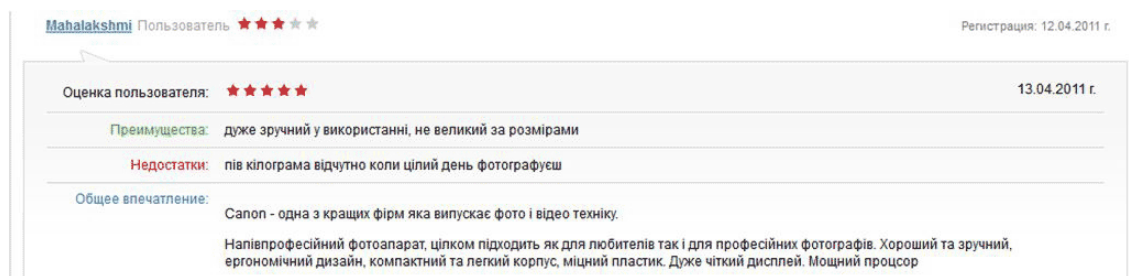 Mahalakshmi Пользователь Регистрация: 12.04.2011 г.
Оценка пользователя: 13.04.2011 г.
Преимущества: дуже зручний у використанні, не великий за розмірами
Недостатки: пів кілограма відчутно коли цілий день фотографуєш
Общее впечатление:
Canon - одна з кращих фірм яка випускає фото і відео техніку.
Напівпрофесійний фотоапарат, цілком підходить як для любителів так і для професійних фотографів. Хороший та зручний,
ергономічний дизайн, компактний та легкий корпус, міцний пластик. Дуже чіткий дисплей. Мощний процсор